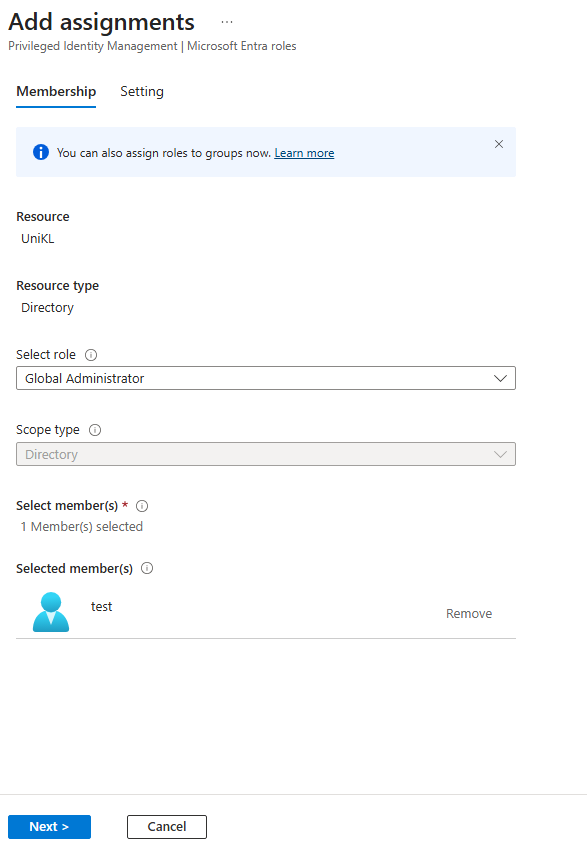 Add assignments ...
Privileged Identity Management | Microsoft Entra roles
Membership Setting
You can also assign roles to groups now. Learn more
Resource
UniKL
Resource type
Directory
Select role
Global Administrator
Scope type
Directory
Select member(s) *
1 Member(s) selected
Selected member(s)
test
Remove
Next > Cancel